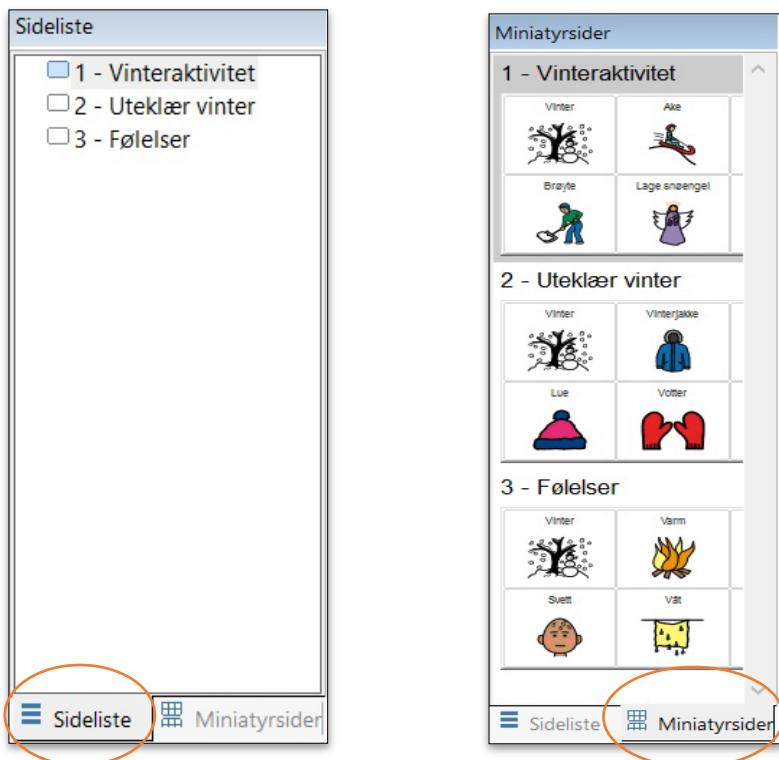 Sideliste
1 - Vinteraktivitet
2 - Uteklær vinter
3 - Følelser
Sideliste Miniatyrsider
Miniatyrsider
1 - Vinteraktivitet
Vinter Ake
Brøyte Lage snøengel
2 - Uteklær vinter
Vinter Vinterjakke
Lue Votter
3 - Følelser
Vinter Varm
Svett Våt
Sideliste Miniatyrsider